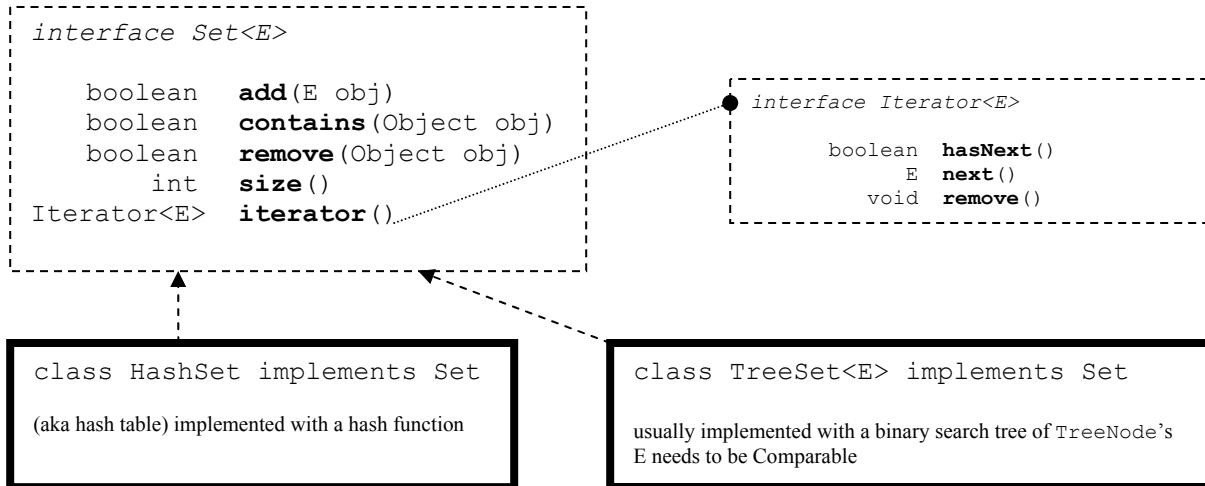 interface Set<E>
boolean add(E obj)
boolean contains(Object obj)
boolean remove(Object obj)
int size()
Iterator<E> iterator()
interface Iterator<E>
boolean hasNext()
E next()
void remove()
class HashSet implements Set
(aka hash table) implemented with a hash function
class TreeSet<E> implements Set
usually implemented with a binary search tree of TreeNode’s
E needs to be Comparable